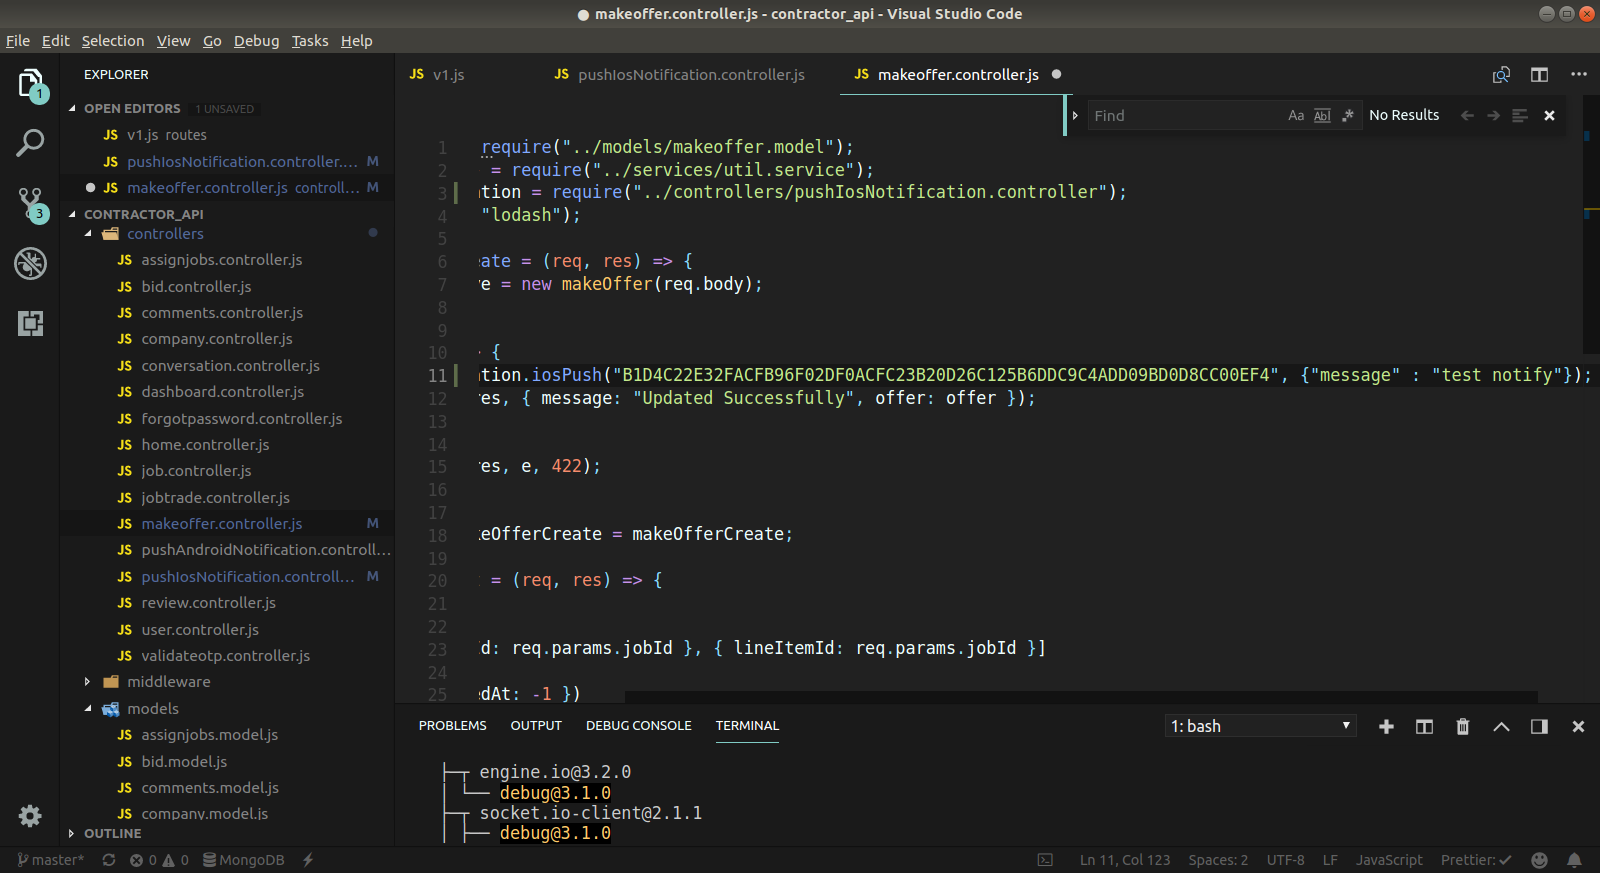 ● makeoffer.controller.js - contractor_api - Visual Studio Code
File Edit Selection View Go Debug Tasks Help
EXPLORER
OPEN EDITORS 1 UNSAVED
JS v1.js routes
JS pushIosNotification.controller.... M
● JS makeoffer.controller.js controll... M
CONTRACTOR_API
controllers
JS assignjobs.controller.js
JS bid.controller.js
JS comments.controller.js
JS company.controller.js
JS conversation.controller.js
JS dashboard.controller.js
JS forgotpassword.controller.js
JS home.controller.js
JS job.controller.js
JS jobtrade.controller.js
JS makeoffer.controller.js M
JS pushAndroidNotification.controll...
JS pushIosNotification.controll... M
JS review.controller.js
JS user.controller.js
JS validateotp.controller.js
middleware
models
JS assignjobs.model.js
JS bid.model.js
JS comments.model.js
JS company.model.js
OUTLINE
1
3
JS v1.js JS pushIosNotification.controller.js JS makeoffer.controller.js ●
Find Aa Abl .* No Results
1 require("../models/makeoffer.model");
2 = require("../services/util.service");
3 ation = require("../controllers/pushIosNotification.controller");
4 "lodash");
5
6 eate = (req, res) => {
7 ve = new makeOffer(req.body);
8
9
10 > {
11 ation.iosPush("B1D4C22E32FACFB96F02DF0ACFC23B20D26C125B6DDC9C4ADD09BD0D8CC00EF4", {"message" : "test notify"});
12 res, { message: "Updated Successfully", offer: offer });
13
14
15 res, e, 422);
16
17
18 keOfferCreate = makeOfferCreate;
19
20 = (req, res) => {
21
22
23 Id: req.params.jobId }, { lineItemId: req.params.jobId }]
24
25 edAt: -1 })
PROBLEMS OUTPUT DEBUG CONSOLE TERMINAL 1: bash
├─┬ engine.io@3.2.0
│ └── debug@3.1.0
├─┬ socket.io-client@2.1.1
│ ├── debug@3.1.0
master* 0 0 MongoDB Ln 11, Col 123 Spaces: 2 UTF-8 LF JavaScript Prettier: ✓